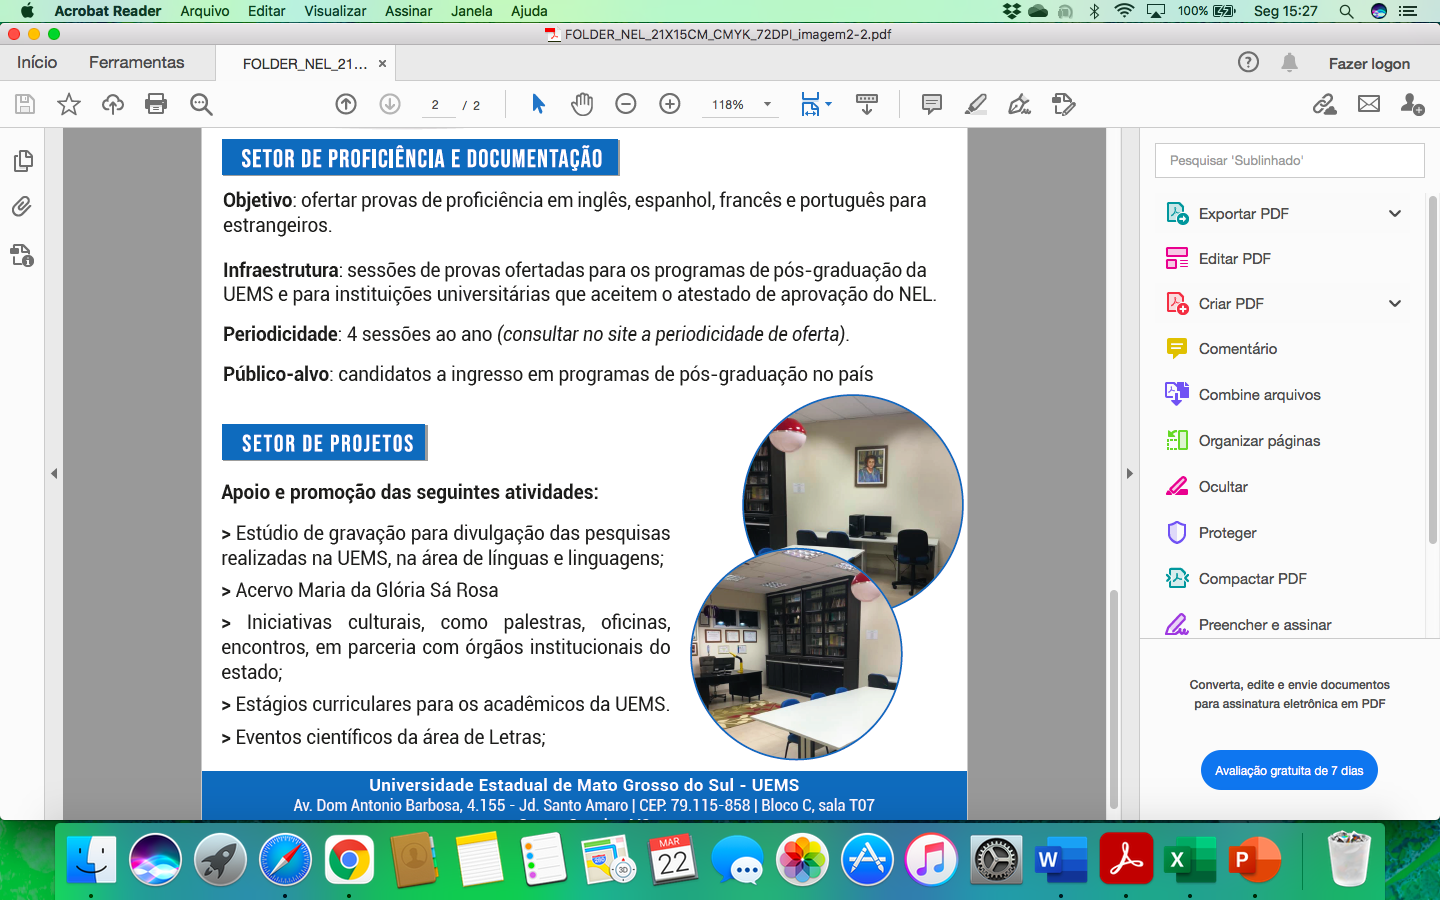 Acrobat Reader Arquivo Editar Visualizar Assinar Janela Ajuda 100% Seg 15:27
FOLDER_NEL_21X15CM_CMYK_72DPI_imagem2-2.pdf
Início Ferramentas FOLDER_NEL_21... × Fazer logon
2 / 2 118%
SETOR DE PROFICIÊNCIA E DOCUMENTAÇÃO
Objetivo: ofertar provas de proficiência em inglês, espanhol, francês e português para
estrangeiros.
Infraestrutura: sessões de provas ofertadas para os programas de pós-graduação da
UEMS e para instituições universitárias que aceitem o atestado de aprovação do NEL.
Periodicidade: 4 sessões ao ano (consultar no site a periodicidade de oferta).
Público-alvo: candidatos a ingresso em programas de pós-graduação no país
SETOR DE PROJETOS
Apoio e promoção das seguintes atividades:
> Estúdio de gravação para divulgação das pesquisas
realizadas na UEMS, na área de línguas e linguagens;
> Acervo Maria da Glória Sá Rosa
> Iniciativas culturais, como palestras, oficinas,
encontros, em parceria com órgãos institucionais do
estado;
> Estágios curriculares para os acadêmicos da UEMS.
> Eventos científicos da área de Letras;
Universidade Estadual de Mato Grosso do Sul - UEMS
Av. Dom Antonio Barbosa, 4.155 - Jd. Santo Amaro | CEP. 79.115-858 | Bloco C, sala T07
Pesquisar 'Sublinhado'
Exportar PDF
Editar PDF
Criar PDF
Comentário
Combine arquivos
Organizar páginas
Ocultar
Proteger
Compactar PDF
Preencher e assinar
Converta, edite e envie documentos
para assinatura eletrônica em PDF
Avaliação gratuita de 7 dias
3D
MAR
22
W
X
P